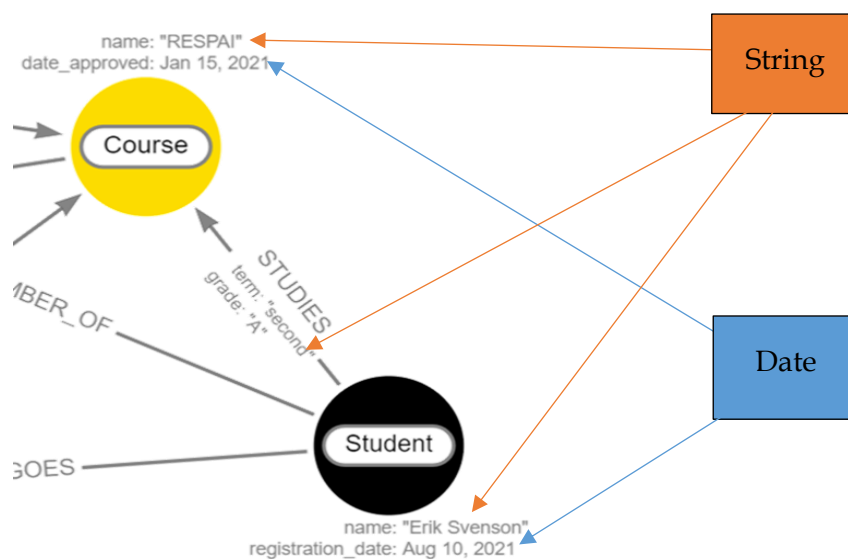 name: "RESPAI"
date_approved: Jan 15, 2021
String
Course
STUDIES
term: "second"
grade: "A"
MBER_OF
Date
Student
GOES
name: "Erik Svenson"
registration_date: Aug 10, 2021